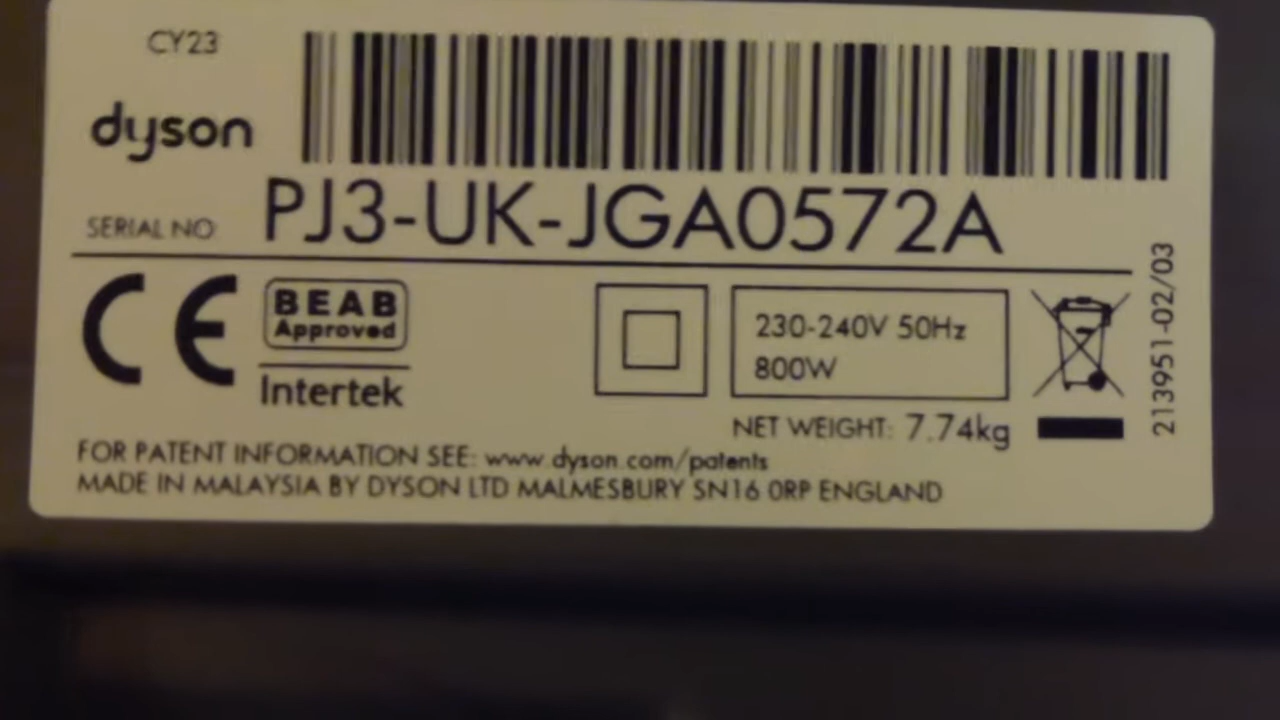 CY23
dyson
SERIAL NO: PJ3-UK-JGA0572A
CE
BEAB
Approved
Intertek
230-240V 50Hz
800W
NET WEIGHT: 7.74kg
213951-02/03
FOR PATENT INFORMATION SEE: www.dyson.com/patents
MADE IN MALAYSIA BY DYSON LTD MALMESBURY SN16 0RP ENGLAND